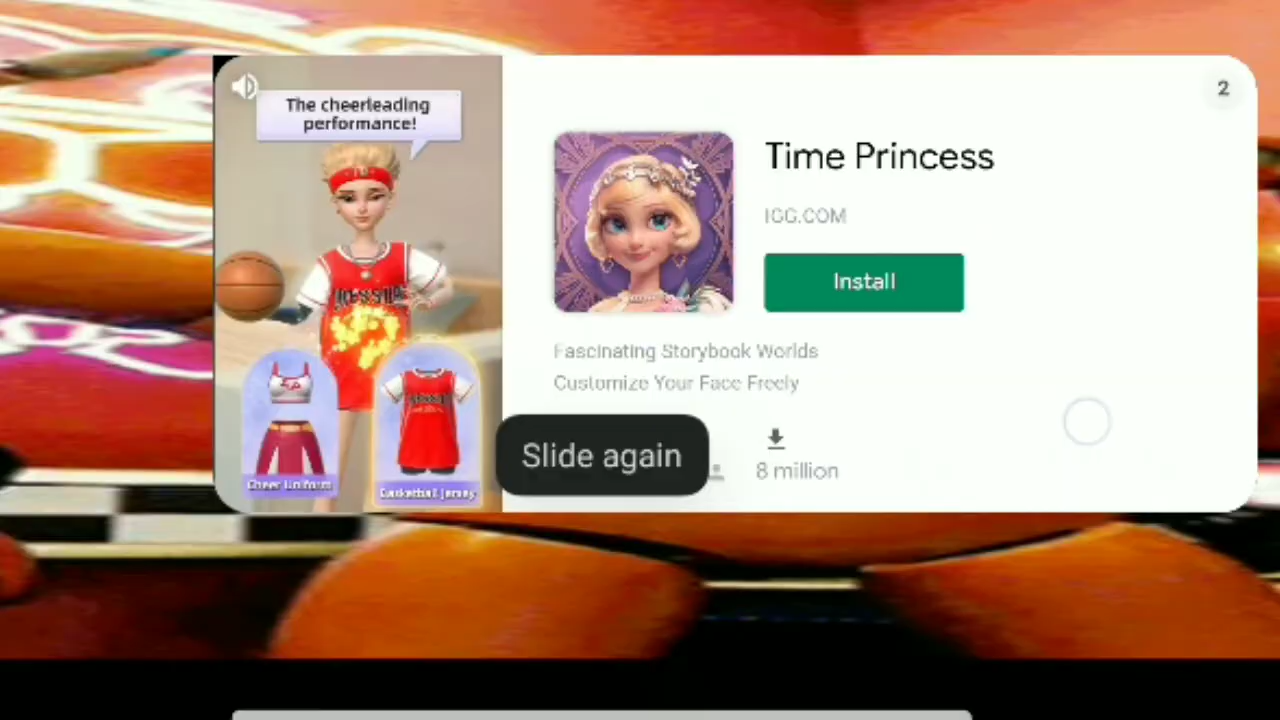 The cheerleading
performance!
2
Time Princess
IGG.COM
Install
Fascinating Storybook Worlds
Customize Your Face Freely
Slide again
8 million
Cheer Uniform
Basketball Jersey